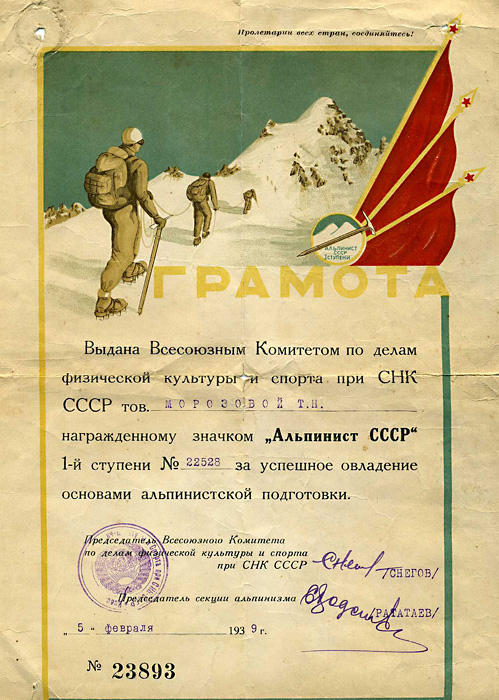 Пролетарии всех стран, соединяйтесь!
АЛЬПИНИСТ
СССР
I СТУПЕНИ
ГРАМОТА
Выдана Всесоюзным Комитетом по делам
физической культуры и спорта при СНК
СССР тов. МОРОЗОВОЙ Т.Н.
награжденному значком „Альпинист СССР“
1-й ступени № 22528 за успешное овладение
основами альпинистской подготовки.
Председатель Всесоюзного Комитета
по делам физической культуры и спорта
при СНК СССР
/СНЕГОВ/
Председатель секции альпинизма
/РАТАТАЕВ/
„ 5 “ февраля 1939 г.
№ 23893